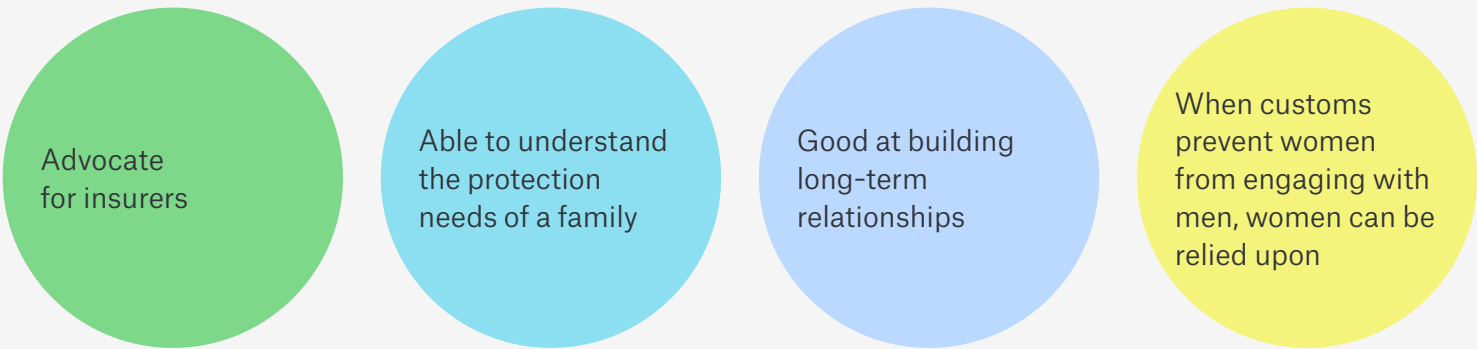 Advocate
for insurers
Able to understand
the protection
needs of a family
Good at building
long-term
relationships
When customs
prevent women
from engaging with
men, women can be
relied upon